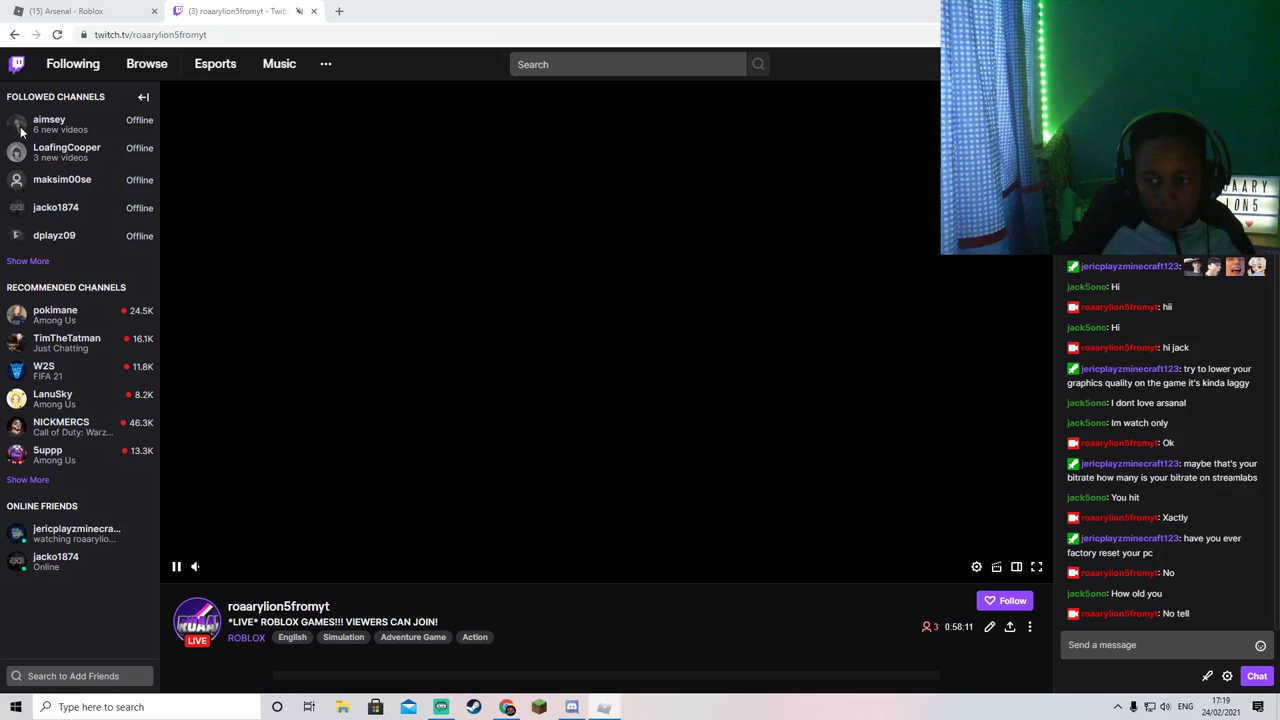 (15) Arsenal - Roblox
(3) roaarylion5fromyt - Twitc
twitch.tv/roaarylion5fromyt
Following
Browse
Esports
Music
Search
FOLLOWED CHANNELS
aimsey
6 new videos
Offline
LoafingCooper
3 new videos
Offline
maksim00se
Offline
jacko1874
Offline
dplayz09
Offline
Show More
RECOMMENDED CHANNELS
pokimane
Among Us
24.5K
TimTheTatman
Just Chatting
16.1K
W2S
FIFA 21
11.8K
LanuSky
Among Us
8.2K
NICKMERCS
Call of Duty: Warz...
46.3K
5uppp
Among Us
13.3K
Show More
ONLINE FRIENDS
jericplayzminecra...
watching roaarylio...
jacko1874
Online
Search to Add Friends
LIVE
roaarylion5fromyt
*LIVE* ROBLOX GAMES!!! VIEWERS CAN JOIN!
ROBLOX
English
Simulation
Adventure Game
Action
Follow
3
0:58:11
AARY
ION5
jericplayzminecraft123:
jack5ono: Hi
roaarylion5fromyt: hii
jack5ono: Hi
roaarylion5fromyt: hi jack
jericplayzminecraft123: try to lower your
graphics quality on the game it's kinda laggy
jack5ono: I dont love arsanal
jack5ono: Im watch only
roaarylion5fromyt: Ok
jericplayzminecraft123: maybe that's your
bitrate how many is your bitrate on streamlabs
jack5ono: You hit
roaarylion5fromyt: Xactly
jericplayzminecraft123: have you ever
factory reset your pc
roaarylion5fromyt: No
jack5ono: How old you
roaarylion5fromyt: No tell
Send a message
Chat
Type here to search
ENG
17:19
24/02/2021